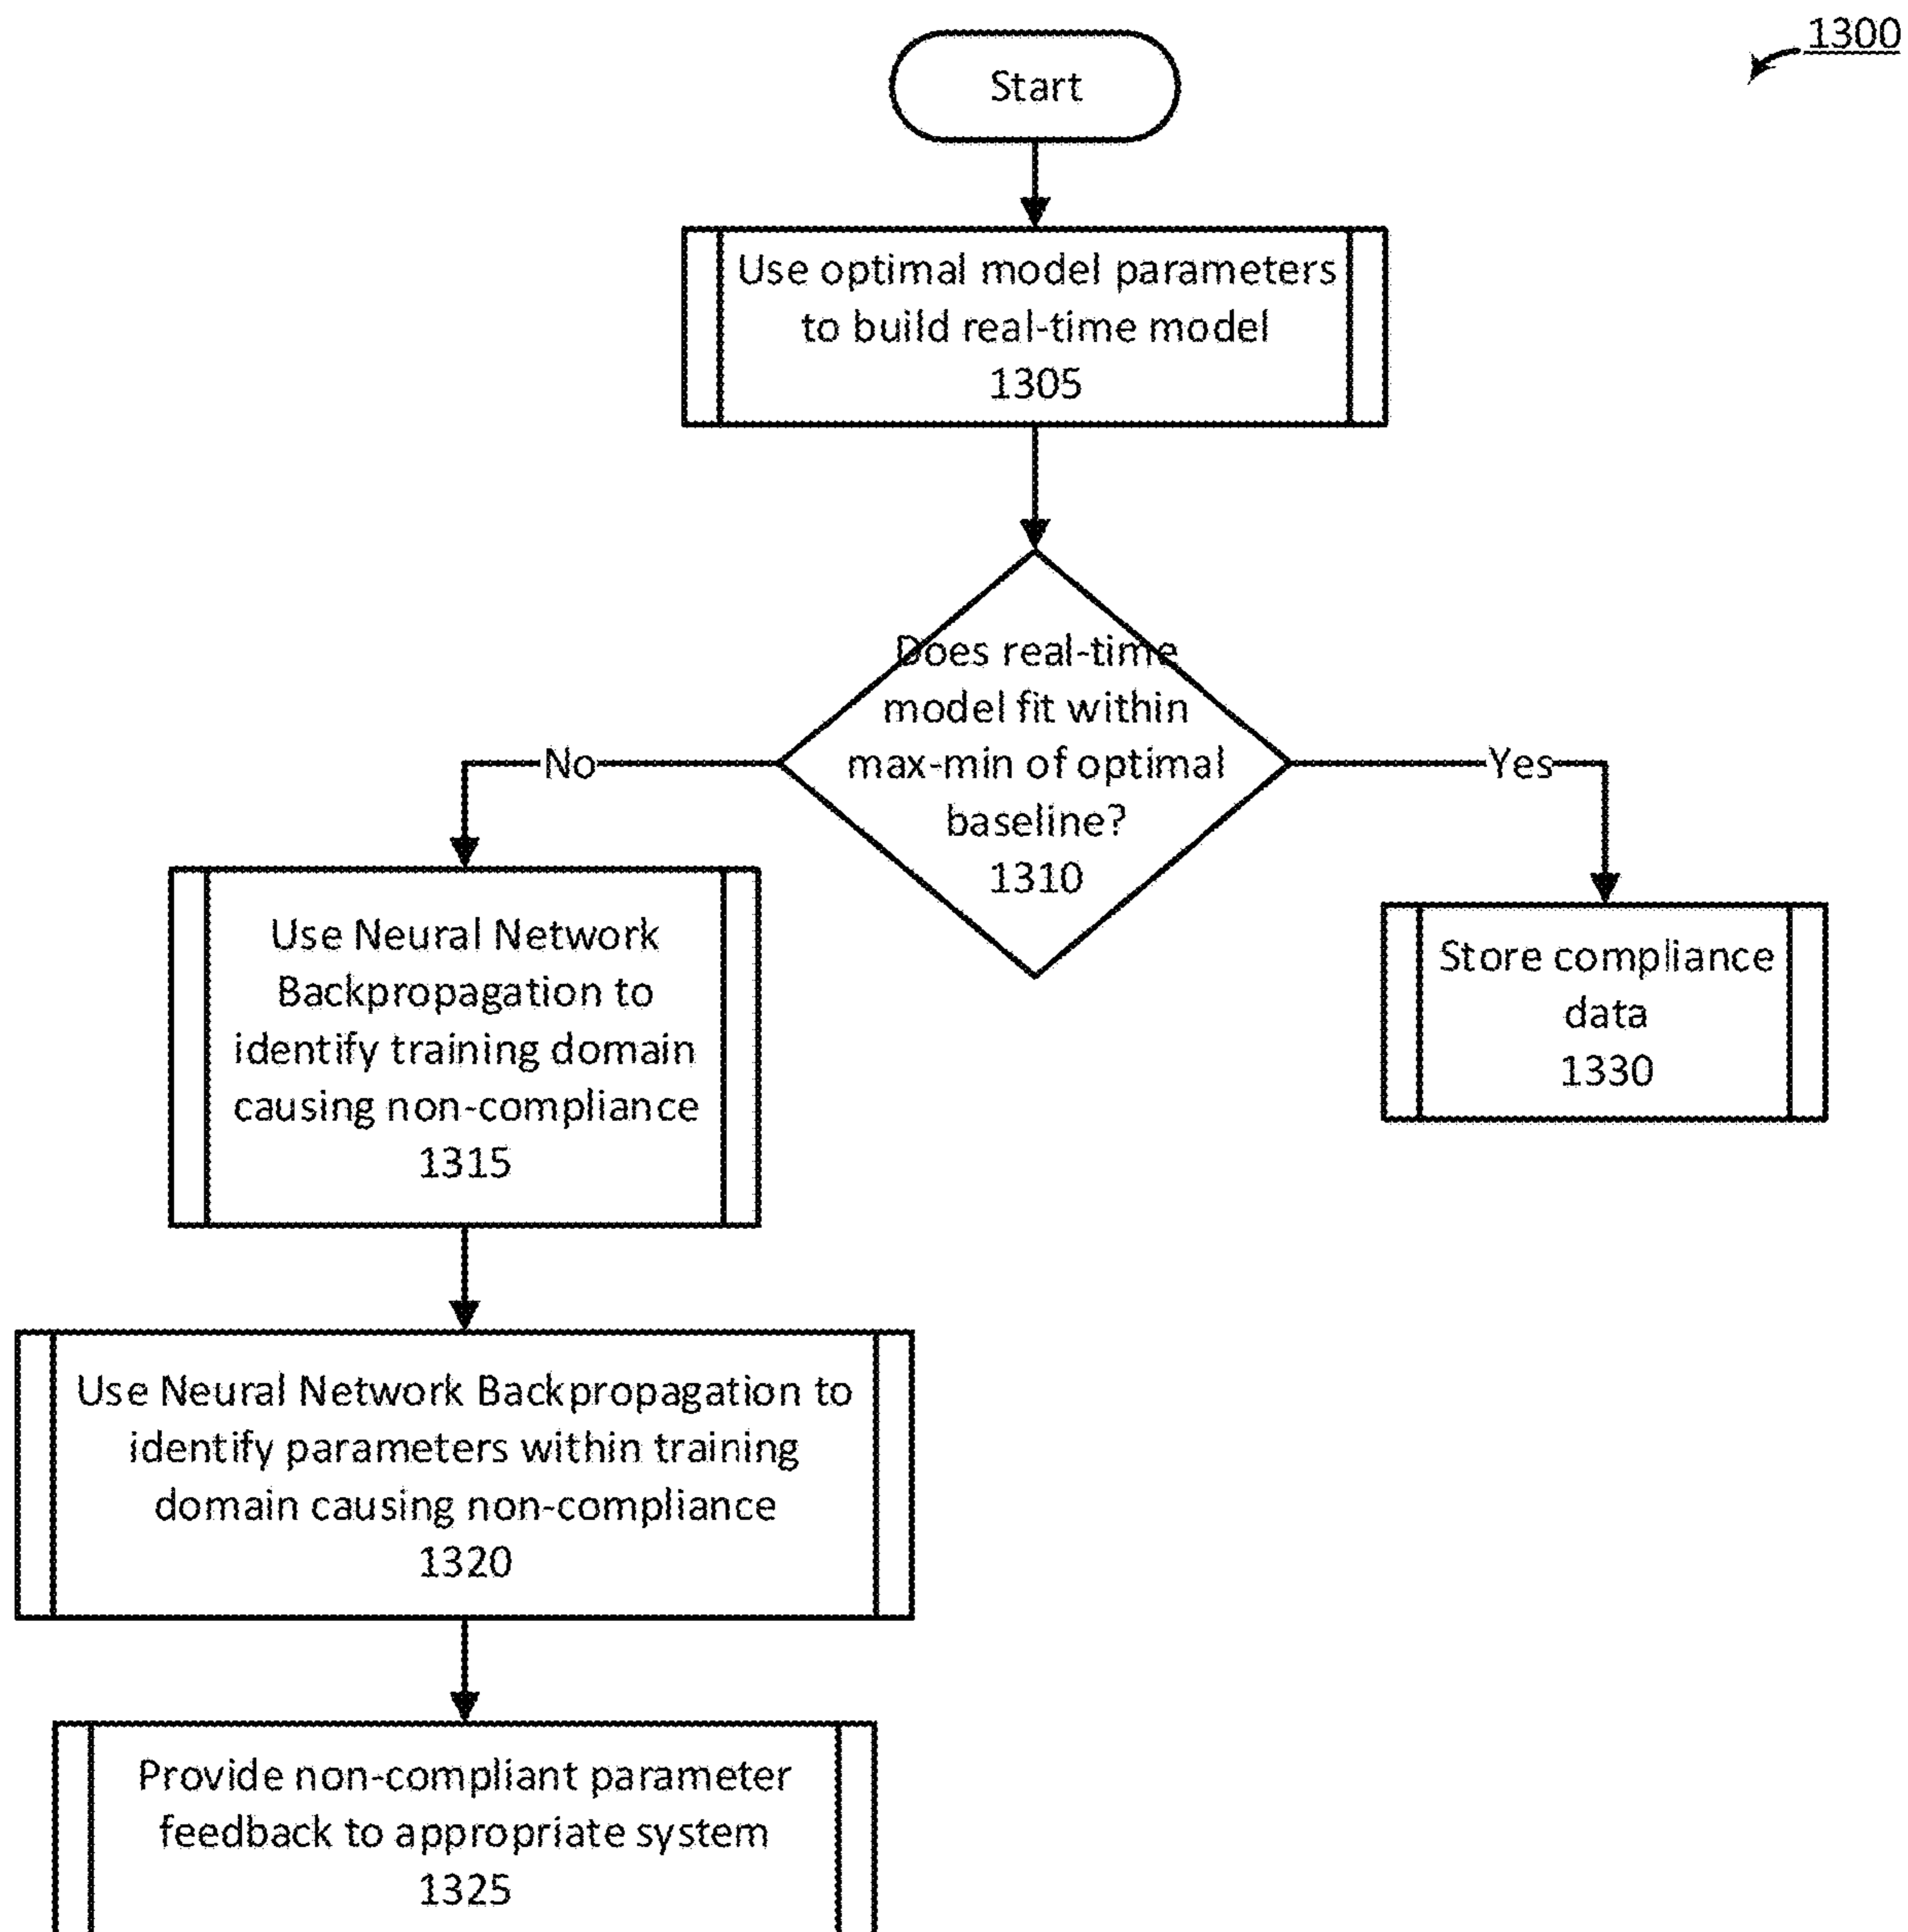 1300
Start
Use optimal model parameters
to build real-time model
1305
Does real-time
model fit within
max-min of optimal
baseline?
1310
No
Yes
Use Neural Network
Backpropagation to
identify training domain
causing non-compliance
1315
Store compliance
data
1330
Use Neural Network Backpropagation to
identify parameters within training
domain causing non-compliance
1320
Provide non-compliant parameter
feedback to appropriate system
1325